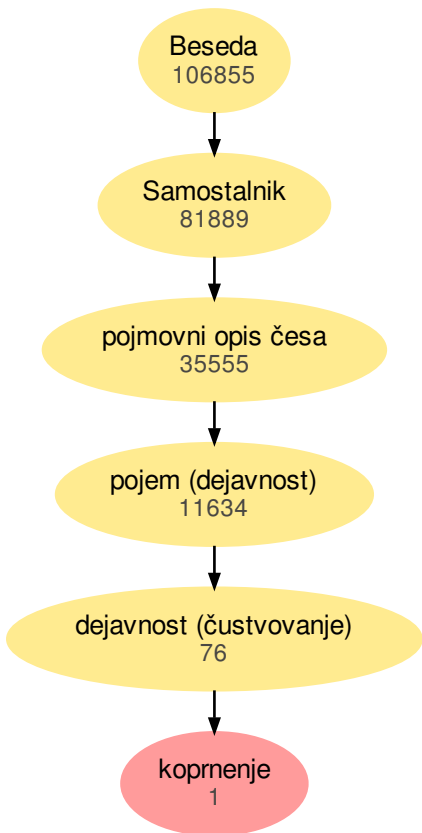 Beseda
106855
Samostalnik
81889
pojmovni opis česa
35555
pojem (dejavnost)
11634
dejavnost (čustvovanje)
76
koprnenje
1